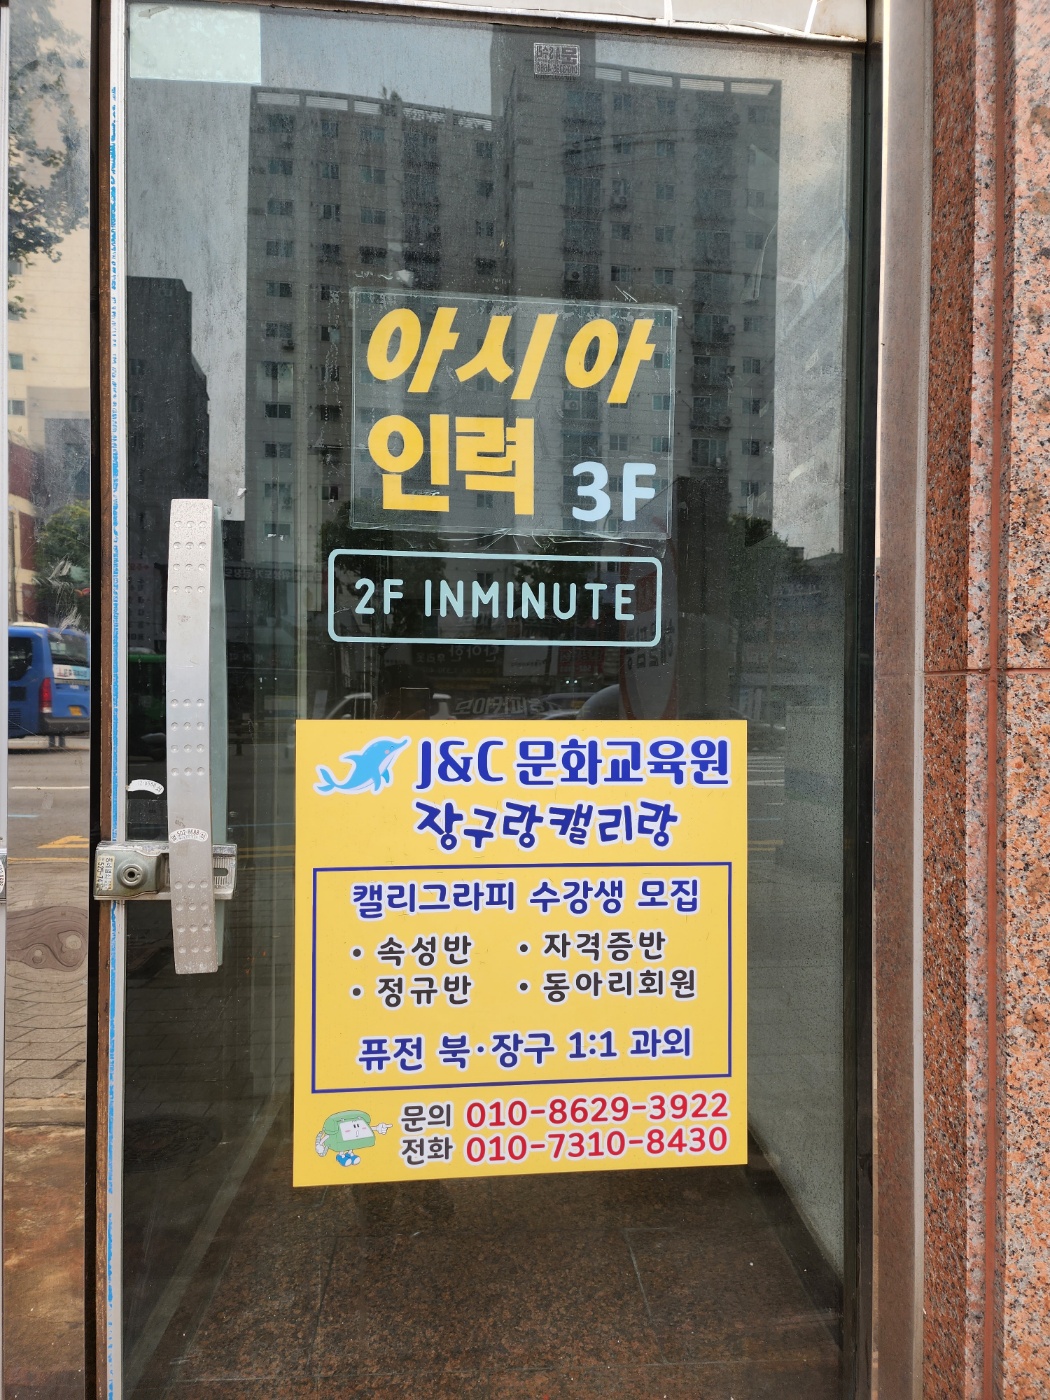 아시아
인력 3F
2F INMINUTE
J&C 문화교육원
장구랑캘리랑
캘리그라피 수강생 모집
• 속성반 • 자격증반
• 정규반 • 동아리회원
퓨전 북·장구 1:1 과외
문의 010-8629-3922
전화 010-7310-8430